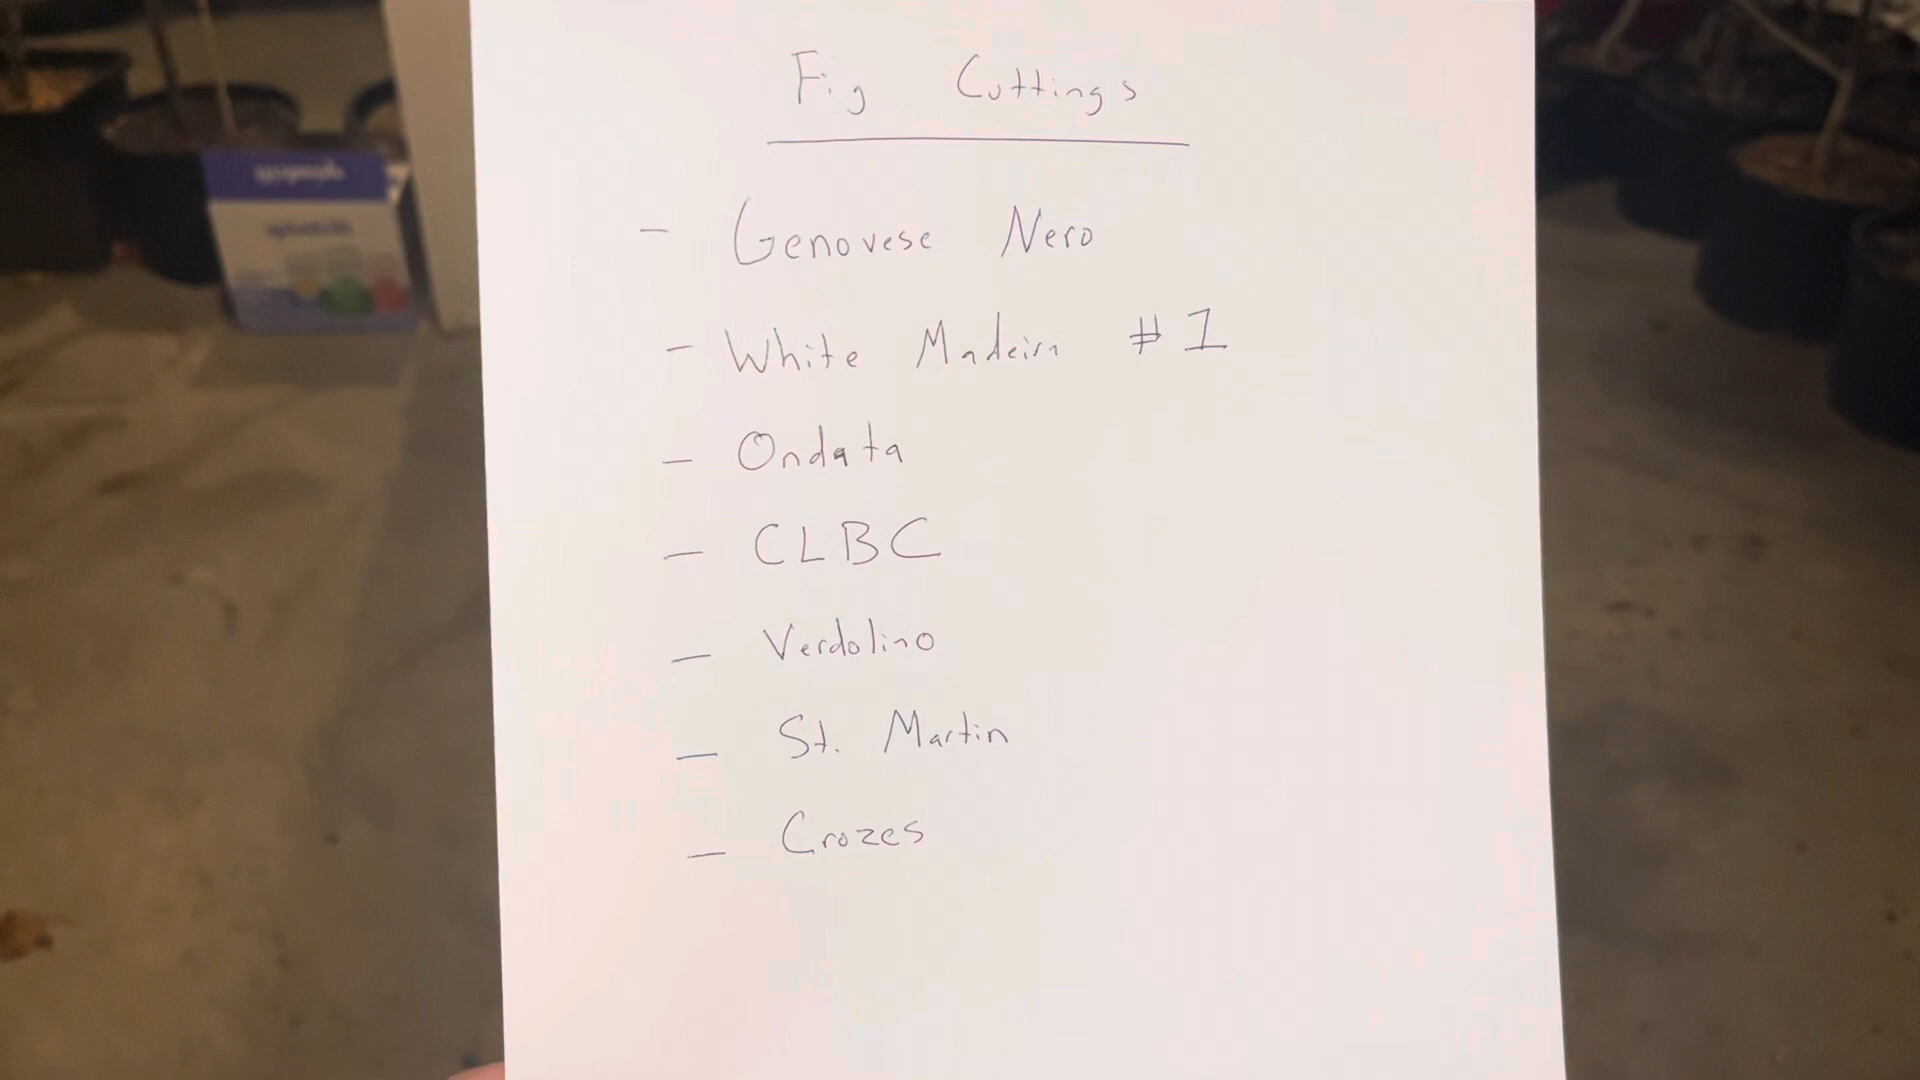 Fig Cuttings
- Genovese Nero
- White Madeira #1
- Ondata
- CLBC
- Verdolino
- St. Martin
- Crozes